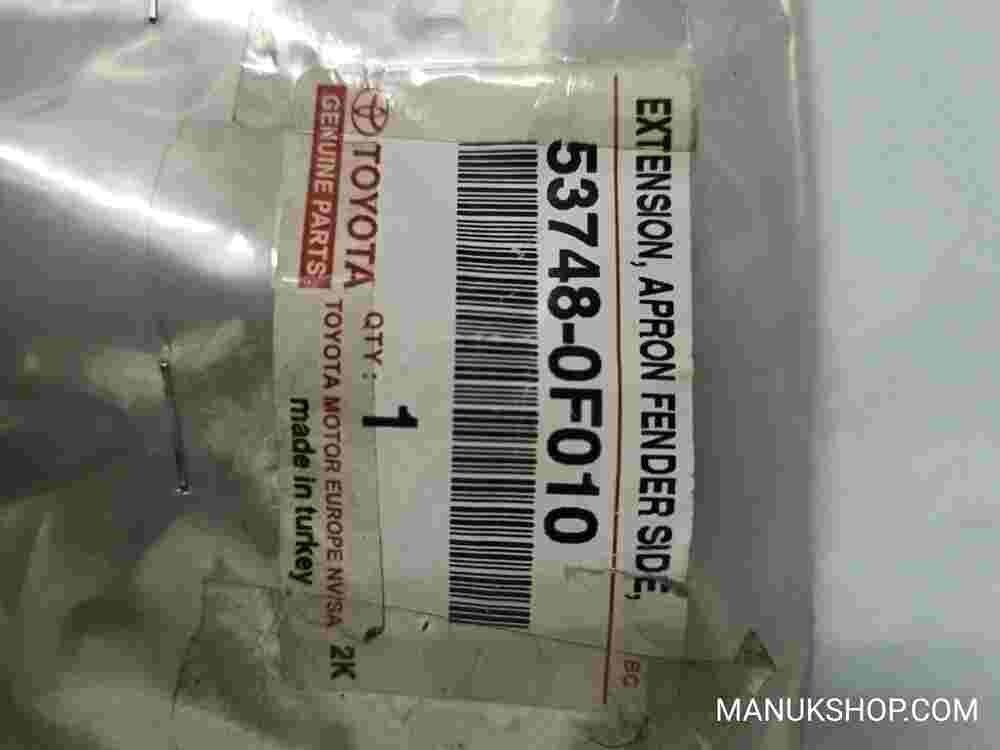 EXTENSION, APRON FENDER SIDE,
BC
53748-0F010
TOYOTA QTY : 1
GENUINE PARTS TOYOTA MOTOR EUROPE NV/SA 2K
made in turkey
MANUKSHOP.COM